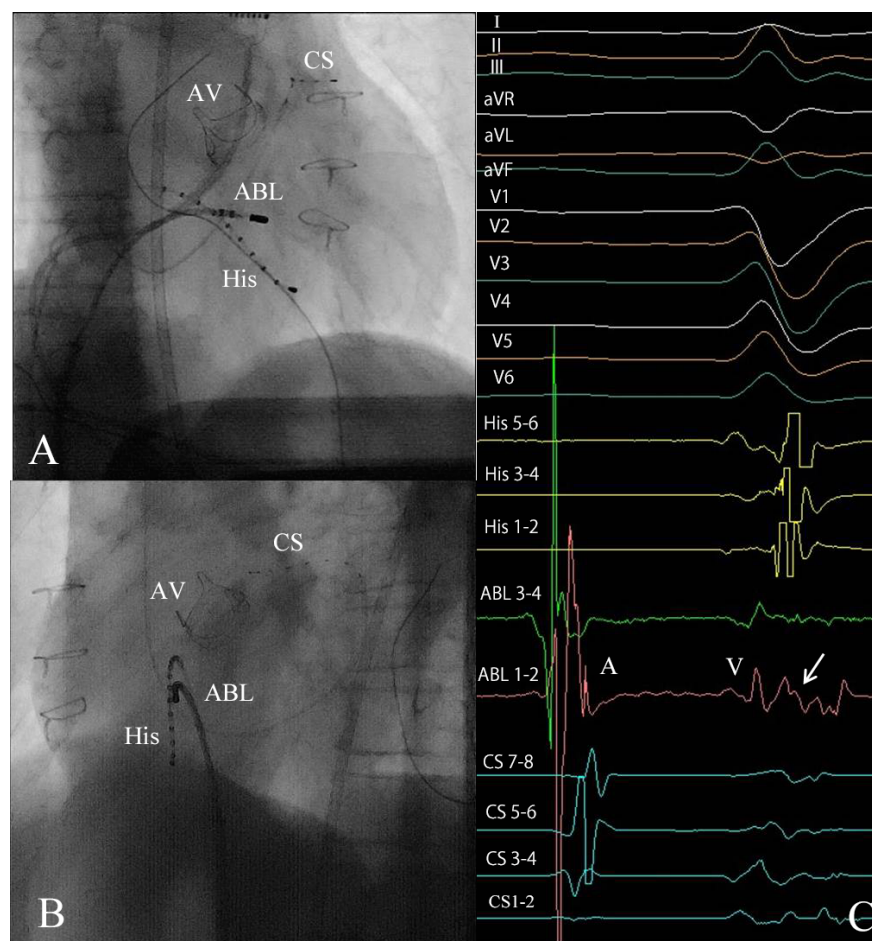 CS
AV
ABL
His
A
CS
AV
ABL
His
B
I
II
III
aVR
aVL
aVF
V1
V2
V3
V4
V5
V6
His 5-6
His 3-4
His 1-2
ABL 3-4
ABL 1-2
A
V
CS 7-8
CS 5-6
CS 3-4
CS1-2
C